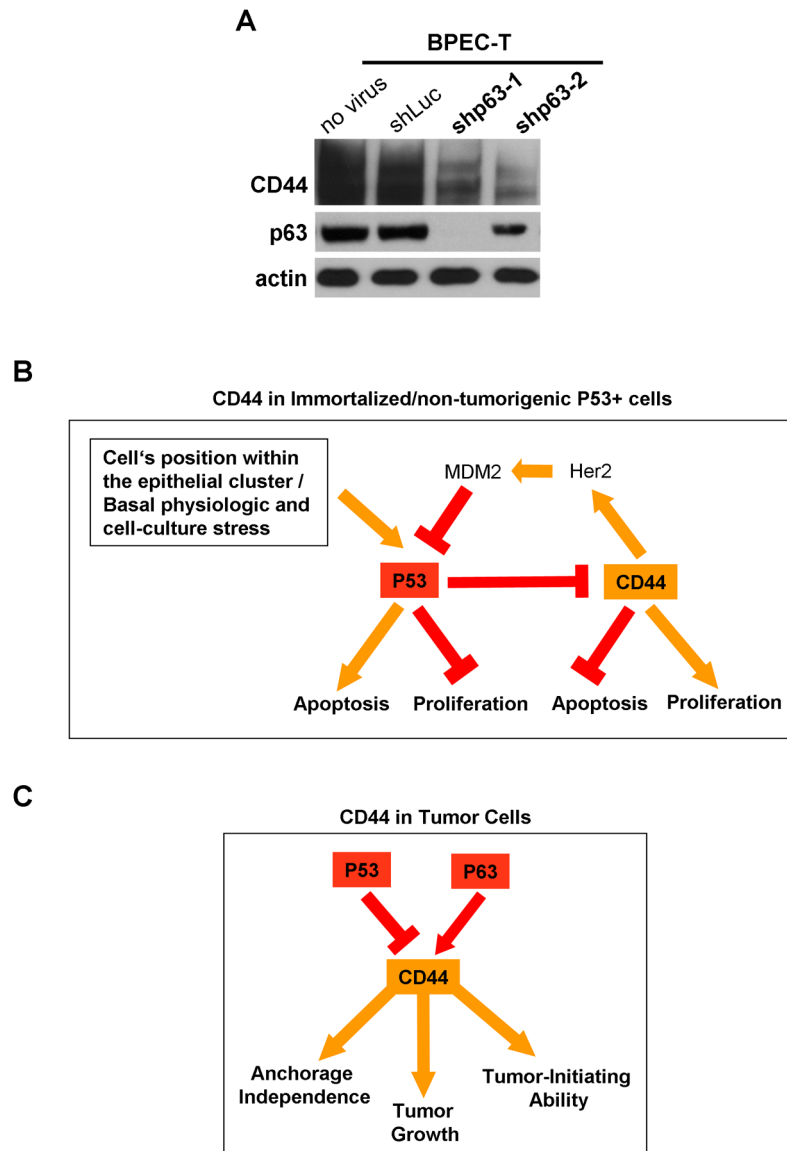 A
BPEC-T
no virus
shLuc
shp63-1
shp63-2
CD44
p63
actin
B
CD44 in Immortalized/non-tumorigenic P53+ cells
Cell's position within
the epithelial cluster /
Basal physiologic and
cell-culture stress
MDM2
Her2
P53
CD44
Apoptosis
Proliferation
Apoptosis
Proliferation
C
CD44 in Tumor Cells
P53
P63
CD44
Anchorage
Independence
Tumor
Growth
Tumor-Initiating
Ability